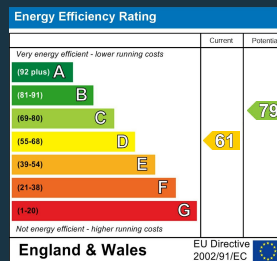 Energy Efficiency Rating
Current Potentia
Very energy efficient - lower running costs
(92 plus) A
(81-91) B
(69-80) C
79
(55-68) D
61
(39-54) E
(21-38) F
(1-20) G
Not energy efficient - higher running costs
England & Wales
EU Directive
2002/91/EC